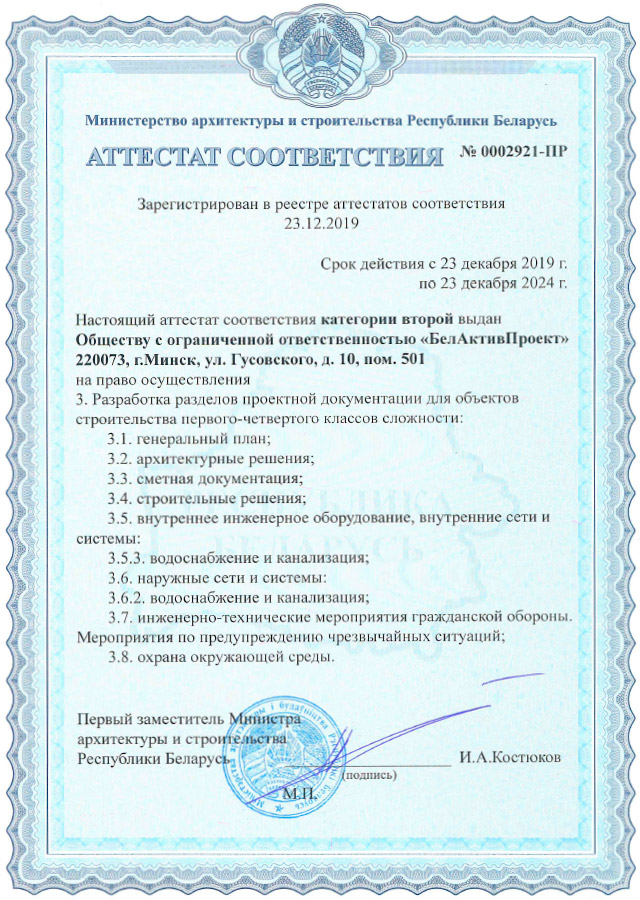 Министерство архитектуры и строительства Республики Беларусь
АТТЕСТАТ СООТВЕТСТВИЯ № 0002921-ПР
Зарегистрирован в реестре аттестатов соответствия
23.12.2019
Срок действия с 23 декабря 2019 г.
по 23 декабря 2024 г.
Настоящий аттестат соответствия категории второй выдан
Обществу с ограниченной ответственностью «БелАктивПроект»
220073, г.Минск, ул. Гусовского, д. 10, пом. 501
на право осуществления
3. Разработка разделов проектной документации для объектов
строительства первого-четвертого классов сложности:
3.1. генеральный план;
3.2. архитектурные решения;
3.3. сметная документация;
3.4. строительные решения;
3.5. внутреннее инженерное оборудование, внутренние сети и
системы:
3.5.3. водоснабжение и канализация;
3.6. наружные сети и системы:
3.6.2. водоснабжение и канализация;
3.7. инженерно-технические мероприятия гражданской обороны.
Мероприятия по предупреждению чрезвычайных ситуаций;
3.8. охрана окружающей среды.
РЕСПУБЛИКА
БЕЛАРУСЬ
Первый заместитель Министра
архитектуры и строительства
Республики Беларусь И.А.Костюков
(подпись)
М.П.